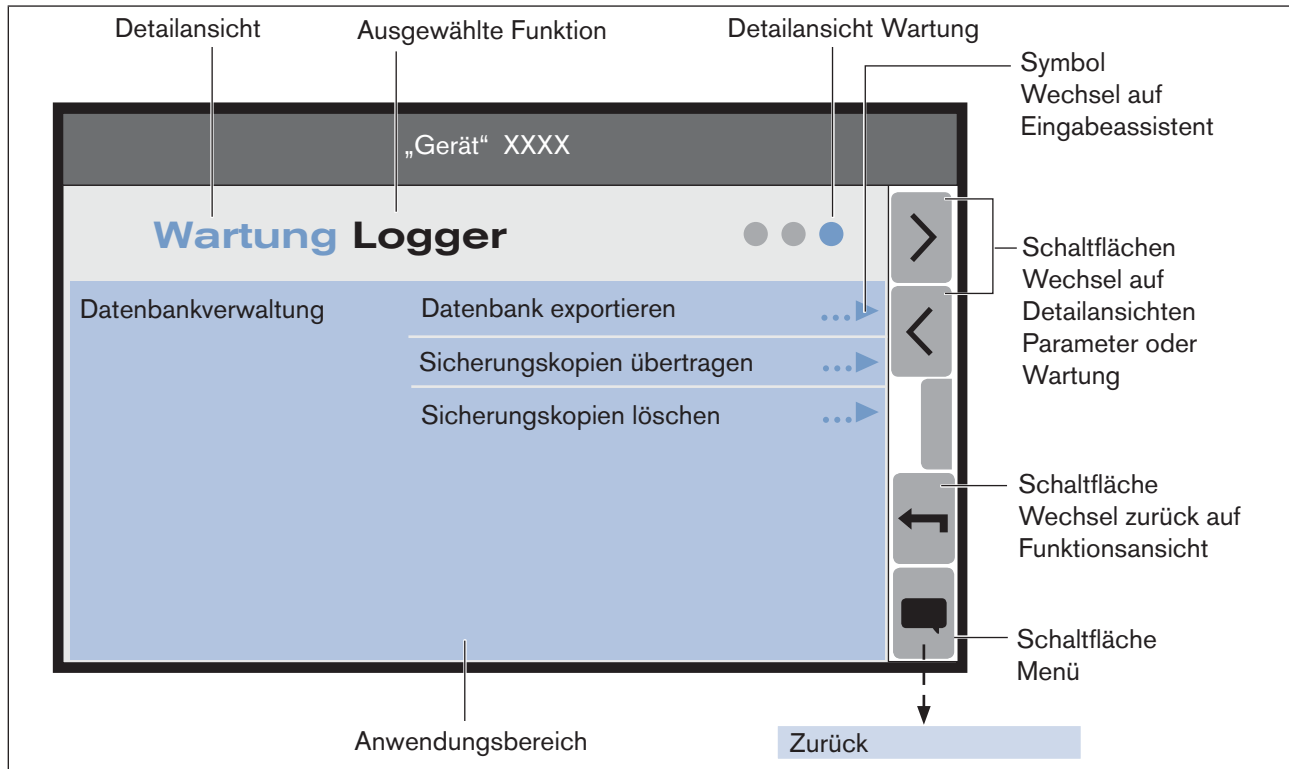 Detailansicht
Ausgewählte Funktion
Detailansicht Wartung
Symbol
Wechsel auf
Eingabeassistent
„Gerät“ XXXX
Wartung Logger
Datenbankverwaltung
Datenbank exportieren ...
Sicherungskopien übertragen ...
Sicherungskopien löschen ...
Schaltflächen
Wechsel auf
Detailansichten
Parameter oder
Wartung
Schaltfläche
Wechsel zurück auf
Funktionsansicht
Schaltfläche
Menü
Anwendungsbereich
Zurück